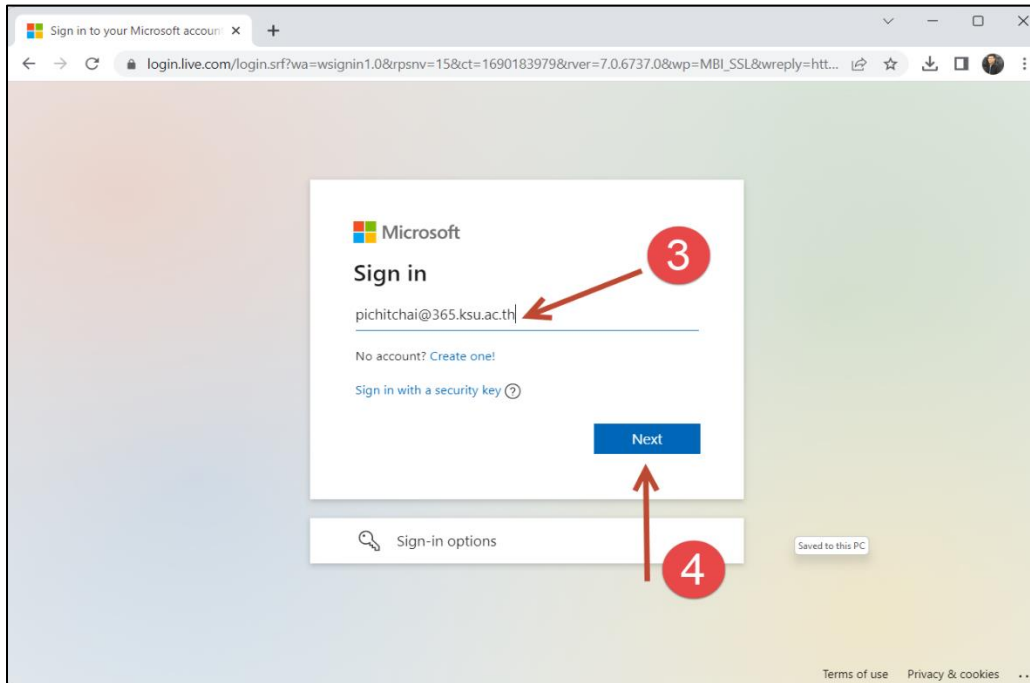 Sign in to your Microsoft accoun
login.live.com/login.srf?wa=wsignin1.0&rpsnv=15&ct=1690183979&rver=7.0.6737.0&wp=MBI_SSL&wreply=htt...
Microsoft
3
Sign in
pichitchai@365.ksu.ac.th
No account? Create one!
Sign in with a security key
Next
Sign-in options
Saved to this PC
4
Terms of use Privacy & cookies